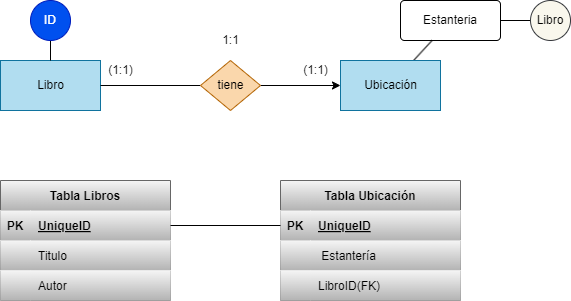 ID
Estanteria
Libro
1:1
(1:1)
(1:1)
Libro
tiene
Ubicación
Tabla Libros
PK UniqueID
Titulo
Autor
Tabla Ubicación
PK UniqueID
Estantería
LibroID(FK)